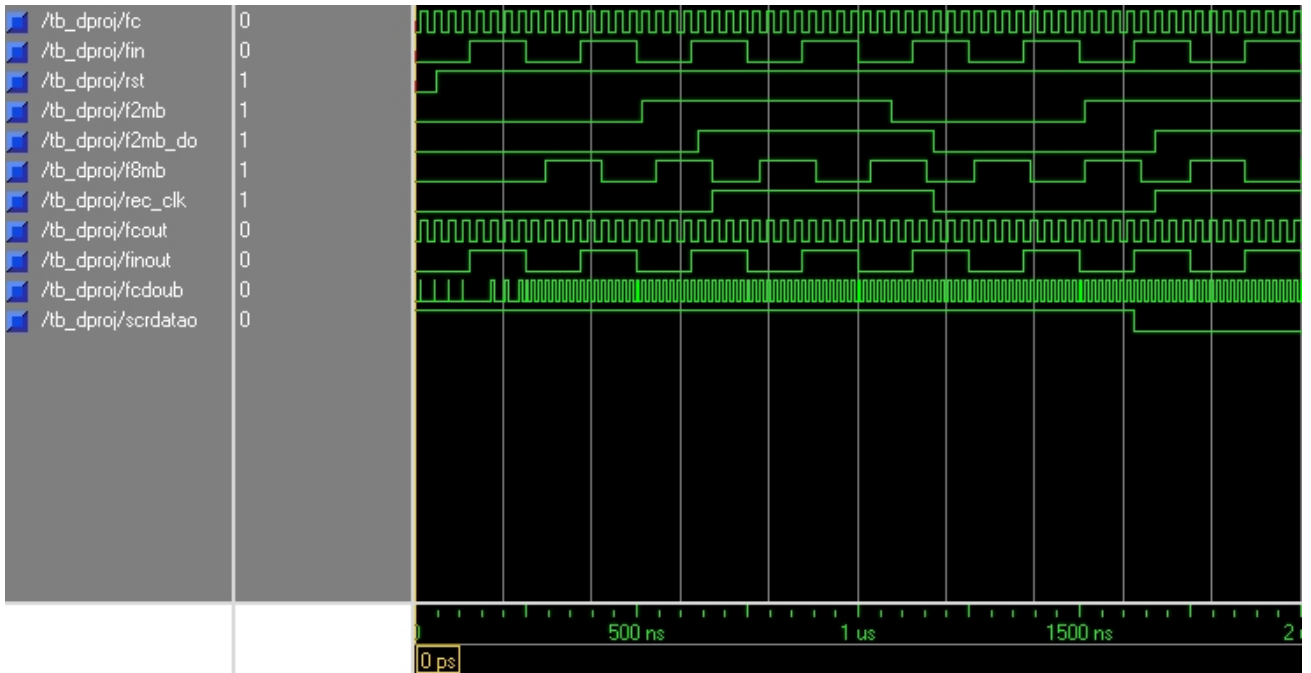 /tb_dproj/fc 0
/tb_dproj/fin 0
/tb_dproj/rst 1
/tb_dproj/f2mb 1
/tb_dproj/f2mb_do 1
/tb_dproj/f8mb 1
/tb_dproj/rec_clk 1
/tb_dproj/fcout 0
/tb_dproj/finout 0
/tb_dproj/fcdoub 0
/tb_dproj/scrdatao 0
500 ns 1 us 1500 ns 2
0 ps